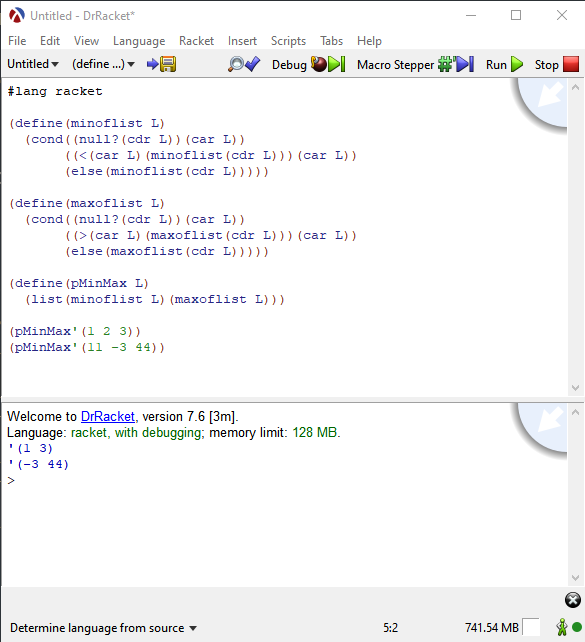 Untitled - DrRacket*
File Edit View Language Racket Insert Scripts Tabs Help
Untitled (define ...) Debug Macro Stepper Run Stop
#lang racket
(define(minoflist L)
  (cond((null?(cdr L))(car L))
       ((<(car L)(minoflist(cdr L)))(car L))
       (else(minoflist(cdr L)))))
(define(maxoflist L)
  (cond((null?(cdr L))(car L))
       ((>(car L)(maxoflist(cdr L)))(car L))
       (else(maxoflist(cdr L)))))
(define(pMinMax L)
  (list(minoflist L)(maxoflist L)))
(pMinMax'(1 2 3))
(pMinMax'(11 -3 44))
Welcome to DrRacket, version 7.6 [3m].
Language: racket, with debugging; memory limit: 128 MB.
'(1 3)
'(-3 44)
>
Determine language from source 5:2 741.54 MB